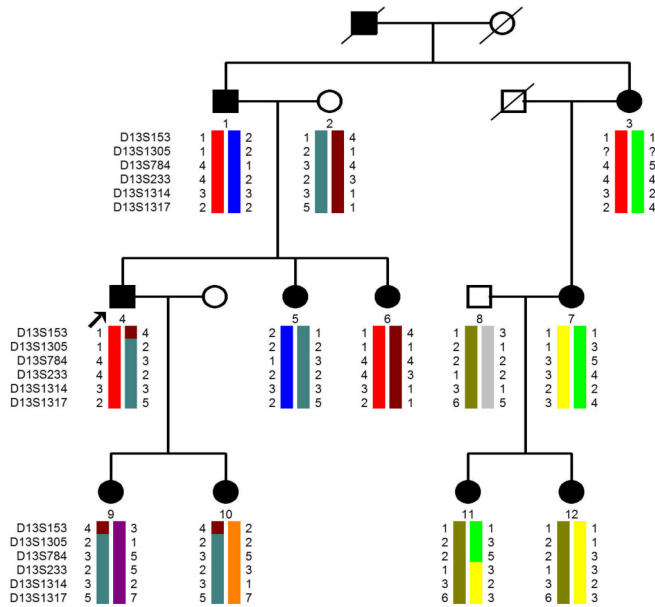 1 2 3
D13S153 1 2 1 4 1 1
D13S1305 1 2 2 1 ? ?
D13S784 4 1 3 4 4 5
D13S233 4 2 2 3 4 4
D13S1314 3 3 3 1 3 2
D13S1317 2 2 5 1 2 4
4 5 6 8 7
D13S153 1 4 2 1 1 4 1 3 1 1
D13S1305 1 2 2 2 1 1 2 1 1 3
D13S784 4 3 1 3 4 4 2 3 3 5
D13S233 4 2 2 2 4 3 1 2 3 4
D13S1314 3 3 3 3 3 1 3 1 2 2
D13S1317 2 5 2 5 2 1 6 5 3 4
9 10 11 12
D13S153 4 3 4 2 1 1 1 1
D13S1305 2 1 2 2 2 3 2 1
D13S784 3 5 3 5 2 5 2 3
D13S233 2 5 2 3 1 3 1 3
D13S1314 3 2 3 1 3 2 3 2
D13S1317 5 7 5 7 6 3 6 3